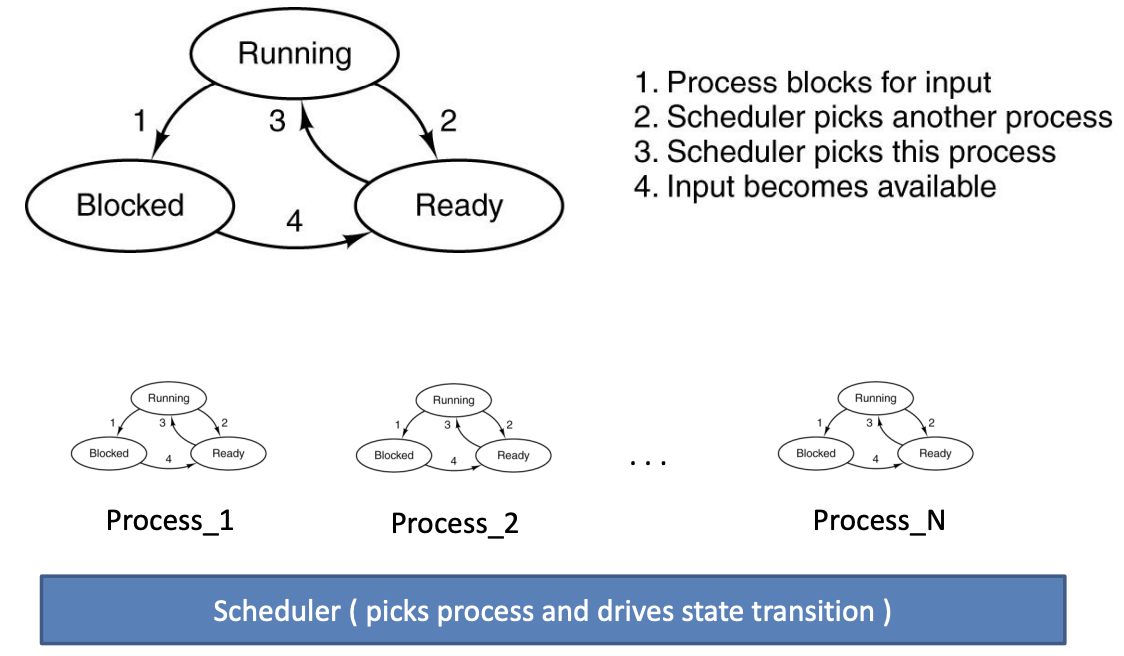 Running
1
3
2
Blocked
4
Ready
1. Process blocks for input
2. Scheduler picks another process
3. Scheduler picks this process
4. Input becomes available
Running
1
3
2
Blocked
4
Ready
Process_1
Running
1
3
2
Blocked
4
Ready
Process_2
. . .
Running
1
3
2
Blocked
4
Ready
Process_N
Scheduler ( picks process and drives state transition )